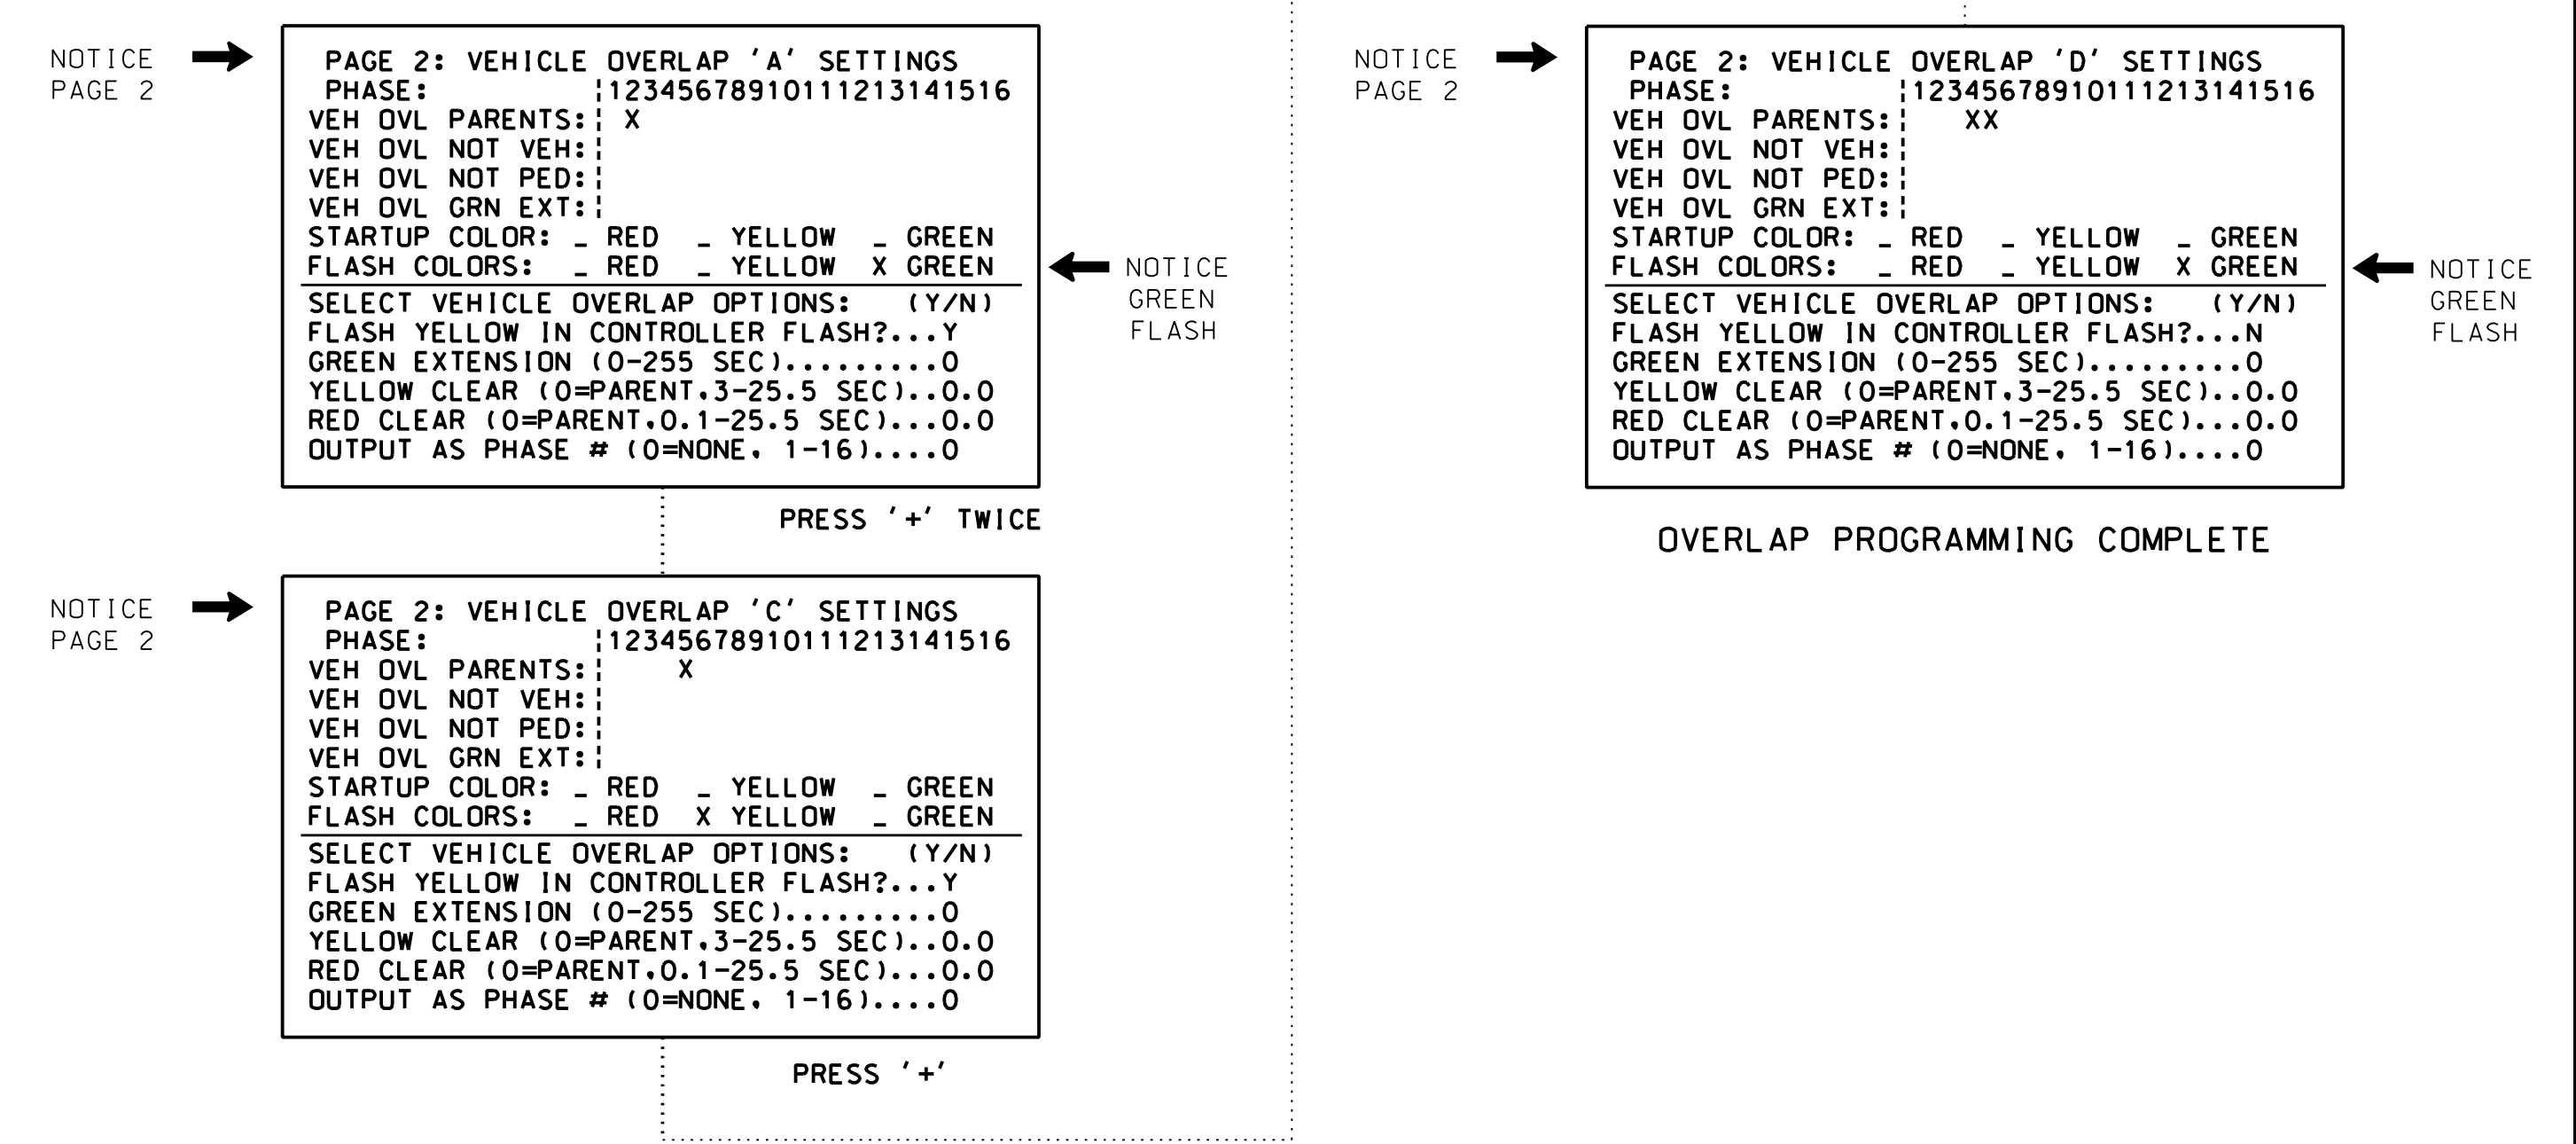 NOTICE
PAGE 2
PAGE 2: VEHICLE OVERLAP 'A' SETTINGS
PHASE: 12345678910111213141516
VEH OVL PARENTS: X
VEH OVL NOT VEH:
VEH OVL NOT PED:
VEH OVL GRN EXT:
STARTUP COLOR: _ RED _ YELLOW _ GREEN
FLASH COLORS: _ RED _ YELLOW X GREEN
NOTICE
GREEN
FLASH
SELECT VEHICLE OVERLAP OPTIONS: (Y/N)
FLASH YELLOW IN CONTROLLER FLASH?...Y
GREEN EXTENSION (0-255 SEC).........0
YELLOW CLEAR (0=PARENT,3-25.5 SEC)..0.0
RED CLEAR (0=PARENT,0.1-25.5 SEC)...0.0
OUTPUT AS PHASE # (0=NONE, 1-16)....0
PRESS '+' TWICE
NOTICE
PAGE 2
PAGE 2: VEHICLE OVERLAP 'C' SETTINGS
PHASE: 12345678910111213141516
VEH OVL PARENTS: X
VEH OVL NOT VEH:
VEH OVL NOT PED:
VEH OVL GRN EXT:
STARTUP COLOR: _ RED _ YELLOW _ GREEN
FLASH COLORS: _ RED X YELLOW _ GREEN
SELECT VEHICLE OVERLAP OPTIONS: (Y/N)
FLASH YELLOW IN CONTROLLER FLASH?...Y
GREEN EXTENSION (0-255 SEC).........0
YELLOW CLEAR (0=PARENT,3-25.5 SEC)..0.0
RED CLEAR (0=PARENT,0.1-25.5 SEC)...0.0
OUTPUT AS PHASE # (0=NONE, 1-16)....0
PRESS '+'
NOTICE
PAGE 2
PAGE 2: VEHICLE OVERLAP 'D' SETTINGS
PHASE: 12345678910111213141516
VEH OVL PARENTS: XX
VEH OVL NOT VEH:
VEH OVL NOT PED:
VEH OVL GRN EXT:
STARTUP COLOR: _ RED _ YELLOW _ GREEN
FLASH COLORS: _ RED _ YELLOW X GREEN
NOTICE
GREEN
FLASH
SELECT VEHICLE OVERLAP OPTIONS: (Y/N)
FLASH YELLOW IN CONTROLLER FLASH?...N
GREEN EXTENSION (0-255 SEC).........0
YELLOW CLEAR (0=PARENT,3-25.5 SEC)..0.0
RED CLEAR (0=PARENT,0.1-25.5 SEC)...0.0
OUTPUT AS PHASE # (0=NONE, 1-16)....0
OVERLAP PROGRAMMING COMPLETE